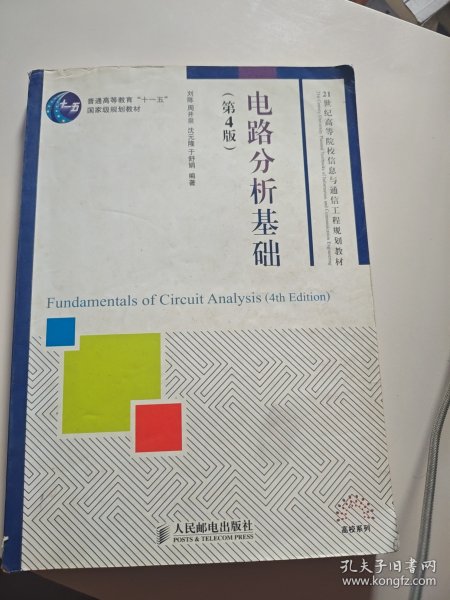 十一五
普通高等教育“十一五”
国家级规划教材
刘陈 周井泉 沈元隆 于舒娟 编著
电路分析基础
(第4版)
21世纪高等院校信息与通信工程规划教材
Fundamentals of Circuit Analysis (4th Edition)
人民邮电出版社
POSTS & TELECOM PRESS
高校系列
孔夫子旧书网
www.kongfz.com